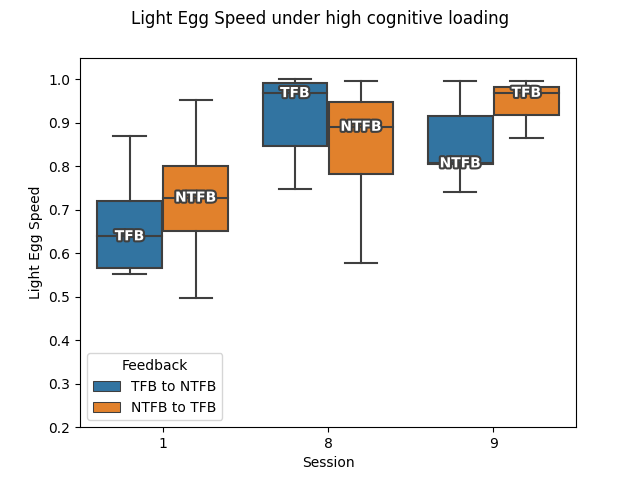 Light Egg Speed under high cognitive loading
1.0
0.9
0.8
0.7
0.6
0.5
0.4
0.3
0.2
Light Egg Speed
TFB
NTFB
TFB
NTFB
NTFB
TFB
Feedback
TFB to NTFB
NTFB to TFB
1
8
9
Session